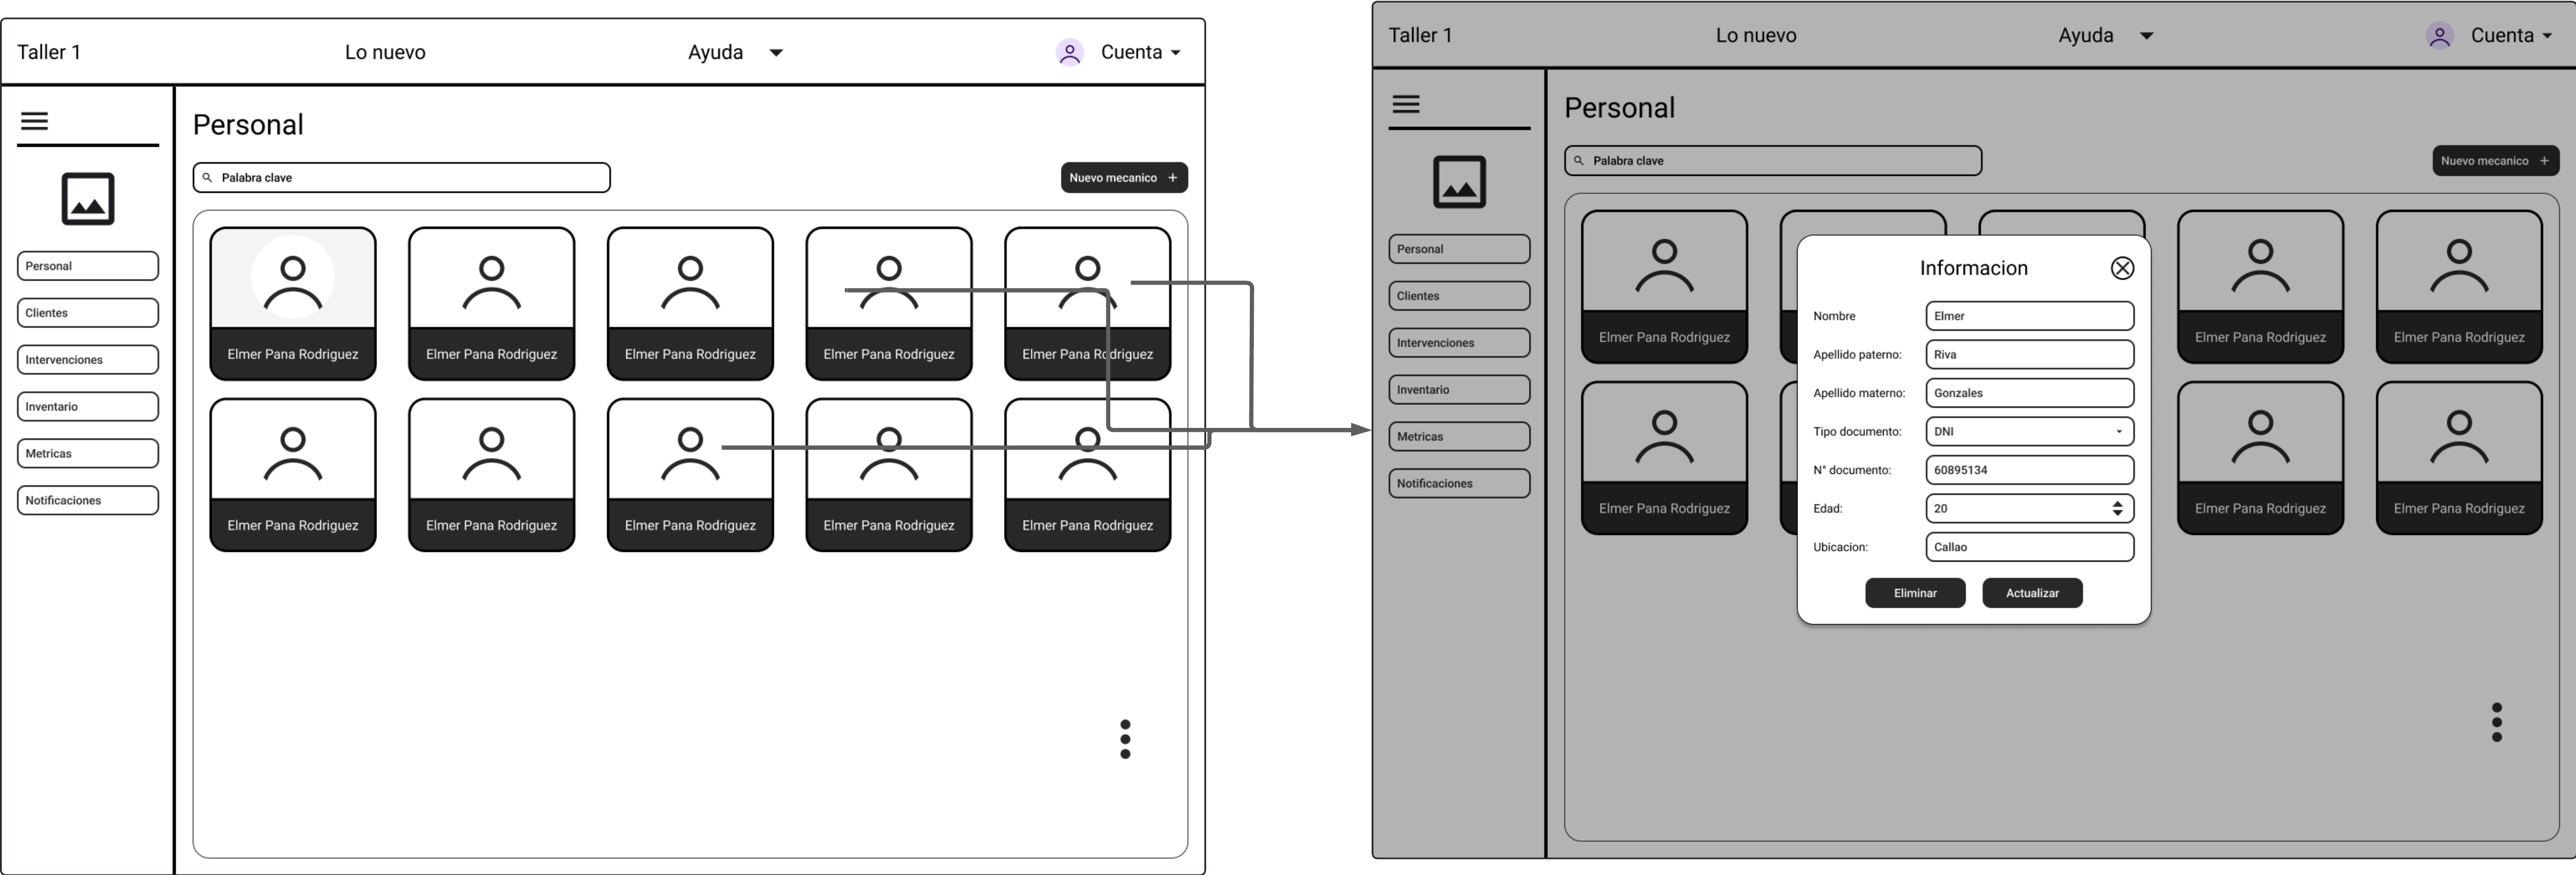 Taller 1
Lo nuevo
Ayuda
Cuenta
Personal
Clientes
Intervenciones
Inventario
Metricas
Notificaciones
Personal
Palabra clave
Nuevo mecanico +
Elmer Pana Rodriguez
Elmer Pana Rodriguez
Elmer Pana Rodriguez
Elmer Pana Rodriguez
Elmer Pana Rodriguez
Elmer Pana Rodriguez
Elmer Pana Rodriguez
Elmer Pana Rodriguez
Elmer Pana Rodriguez
Elmer Pana Rodriguez
Taller 1
Lo nuevo
Ayuda
Cuenta
Personal
Clientes
Intervenciones
Inventario
Metricas
Notificaciones
Personal
Palabra clave
Nuevo mecanico +
Elmer Pana Rodriguez
Elmer Pana Rodriguez
Elmer Pana Rodriguez
Elmer Pana Rodriguez
Elmer Pana Rodriguez
Elmer Pana Rodriguez
Informacion
Nombre Elmer
Apellido paterno: Riva
Apellido materno: Gonzales
Tipo documento: DNI
N° documento: 60895134
Edad: 20
Ubicacion: Callao
Eliminar
Actualizar